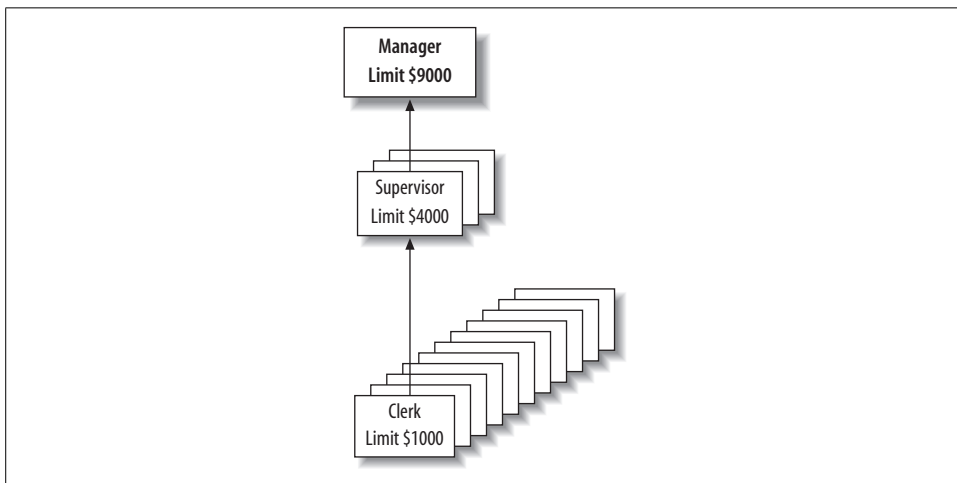 Manager
Limit $9000
Supervisor
Limit $4000
Clerk
Limit $1000